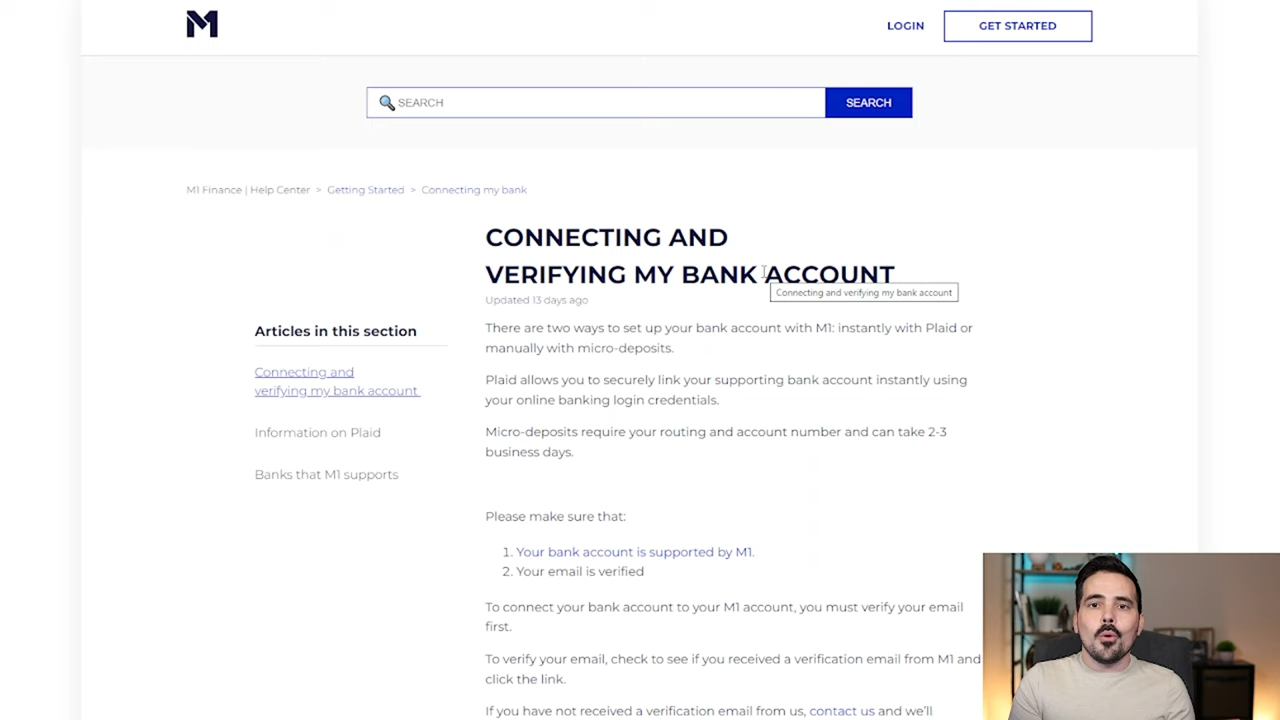 M
LOGIN
GET STARTED
SEARCH
SEARCH
M1 Finance | Help Center > Getting Started > Connecting my bank
CONNECTING AND
VERIFYING MY BANK ACCOUNT
Connecting and verifying my bank account
Updated 13 days ago
Articles in this section
Connecting and
verifying my bank account
Information on Plaid
Banks that M1 supports
There are two ways to set up your bank account with M1: instantly with Plaid or
manually with micro-deposits.
Plaid allows you to securely link your supporting bank account instantly using
your online banking login credentials.
Micro-deposits require your routing and account number and can take 2-3
business days.
Please make sure that:
1. Your bank account is supported by M1.
2. Your email is verified
To connect your bank account to your M1 account, you must verify your email
first.
To verify your email, check to see if you received a verification email from M1 and
click the link.
If you have not received a verification email from us, contact us and we'll